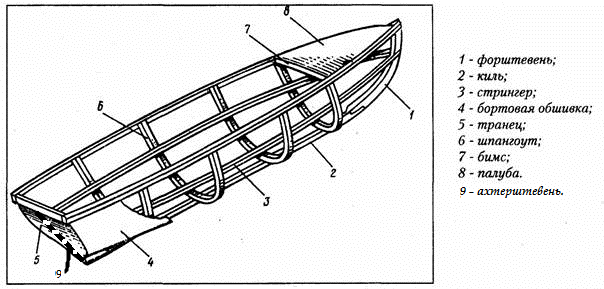 8
7
6
1
2
3
4
5
9
1 - форштевень;
2 - киль;
3 - стрингер;
4 - бортовая обшивка;
5 - транец;
6 - шпангоут;
7 - бимс;
8 - палуба.
9 - ахтерштевень.